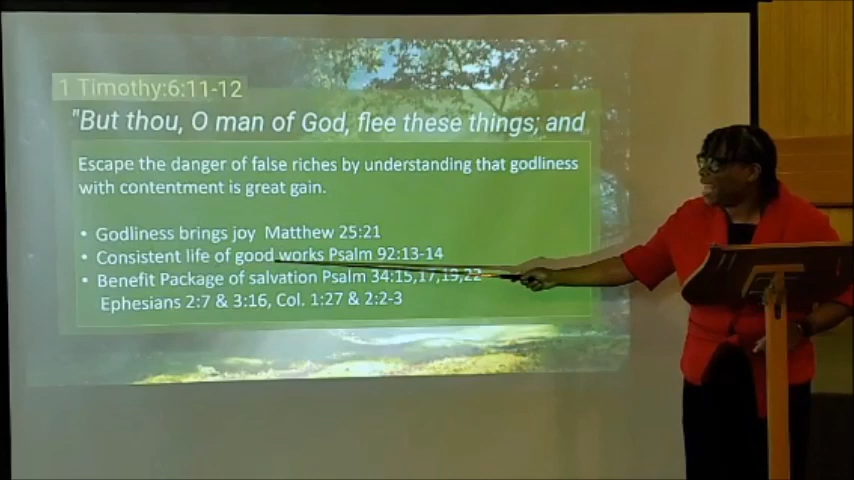 1 Timothy:6:11-12
"But thou, O man of God, flee these things; and
Escape the danger of false riches by understanding that godliness
with contentment is great gain.
• Godliness brings joy Matthew 25:21
• Consistent life of good works Psalm 92:13-14
• Benefit Package of salvation Psalm 34:15,17,19,22
Ephesians 2:7 & 3:16, Col. 1:27 & 2:2-3